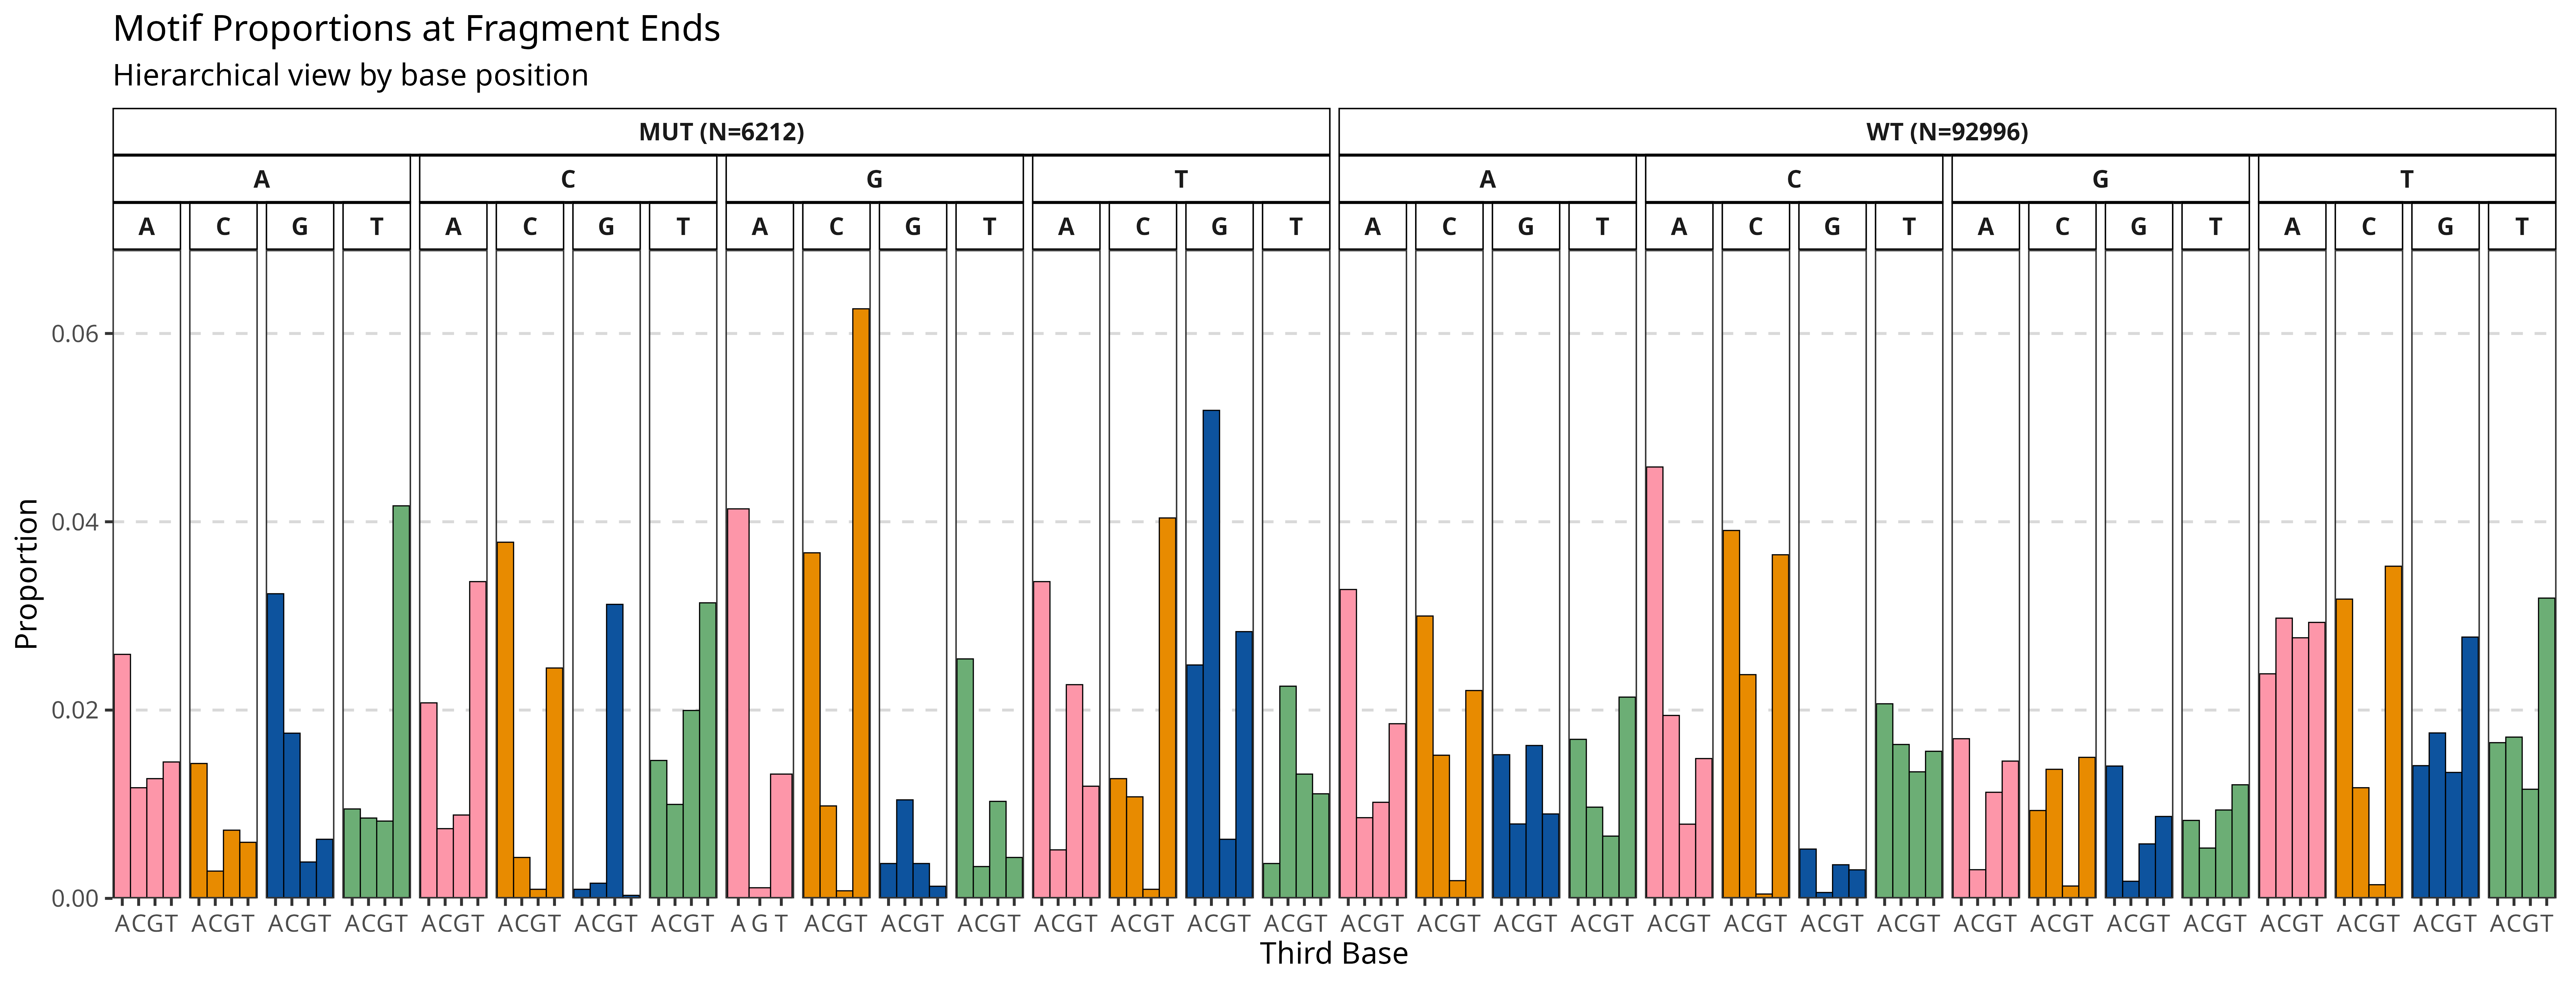 Motif Proportions at Fragment Ends
Hierarchical view by base position
MUT (N=6212) WT (N=92996)
A C G T A C G T
A C G T A C G T A C G T A C G T A C G T A C G T A C G T A C G T
0.06
0.04
0.02
0.00
Proportion
ACGT ACGT ACGT ACGT ACGT ACGT ACGT ACGT A G T ACGT ACGT ACGT ACGT ACGT ACGT ACGT ACGT ACGT ACGT ACGT ACGT ACGT ACGT ACGT ACGT ACGT ACGT ACGT ACGT ACGT ACGT ACGT
Third Base